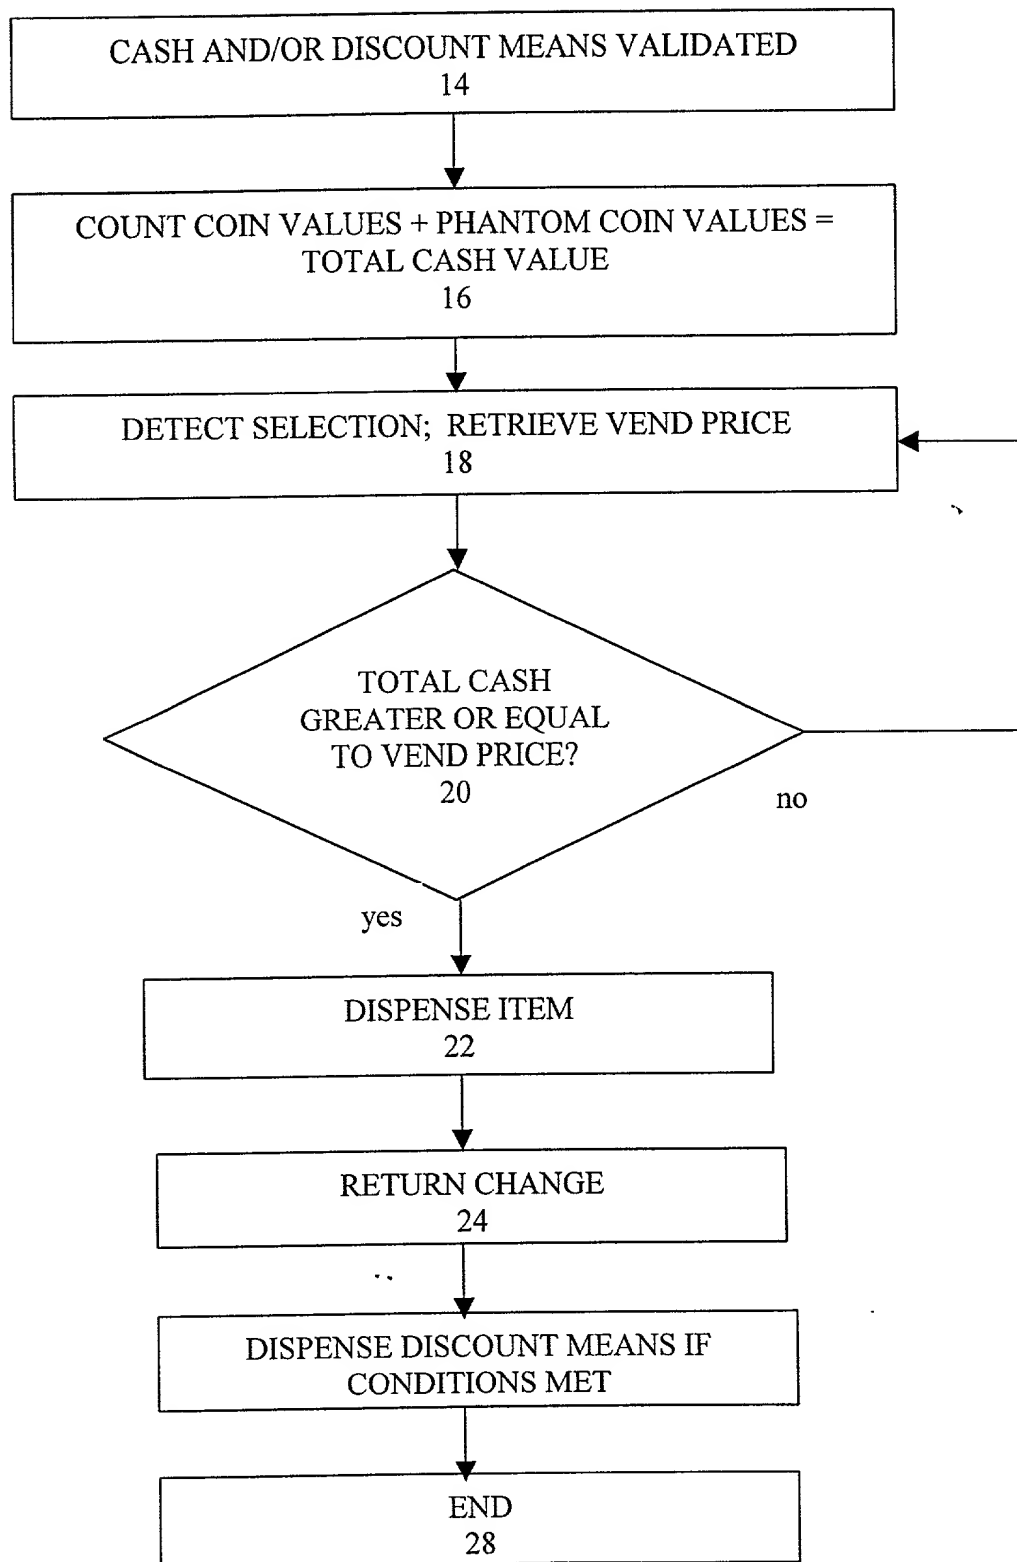 CASH AND/OR DISCOUNT MEANS VALIDATED
14
COUNT COIN VALUES + PHANTOM COIN VALUES =
TOTAL CASH VALUE
16
DETECT SELECTION; RETRIEVE VEND PRICE
18
TOTAL CASH
GREATER OR EQUAL
TO VEND PRICE?
20
no
yes
DISPENSE ITEM
22
RETURN CHANGE
24
DISPENSE DISCOUNT MEANS IF
CONDITIONS MET
END
28